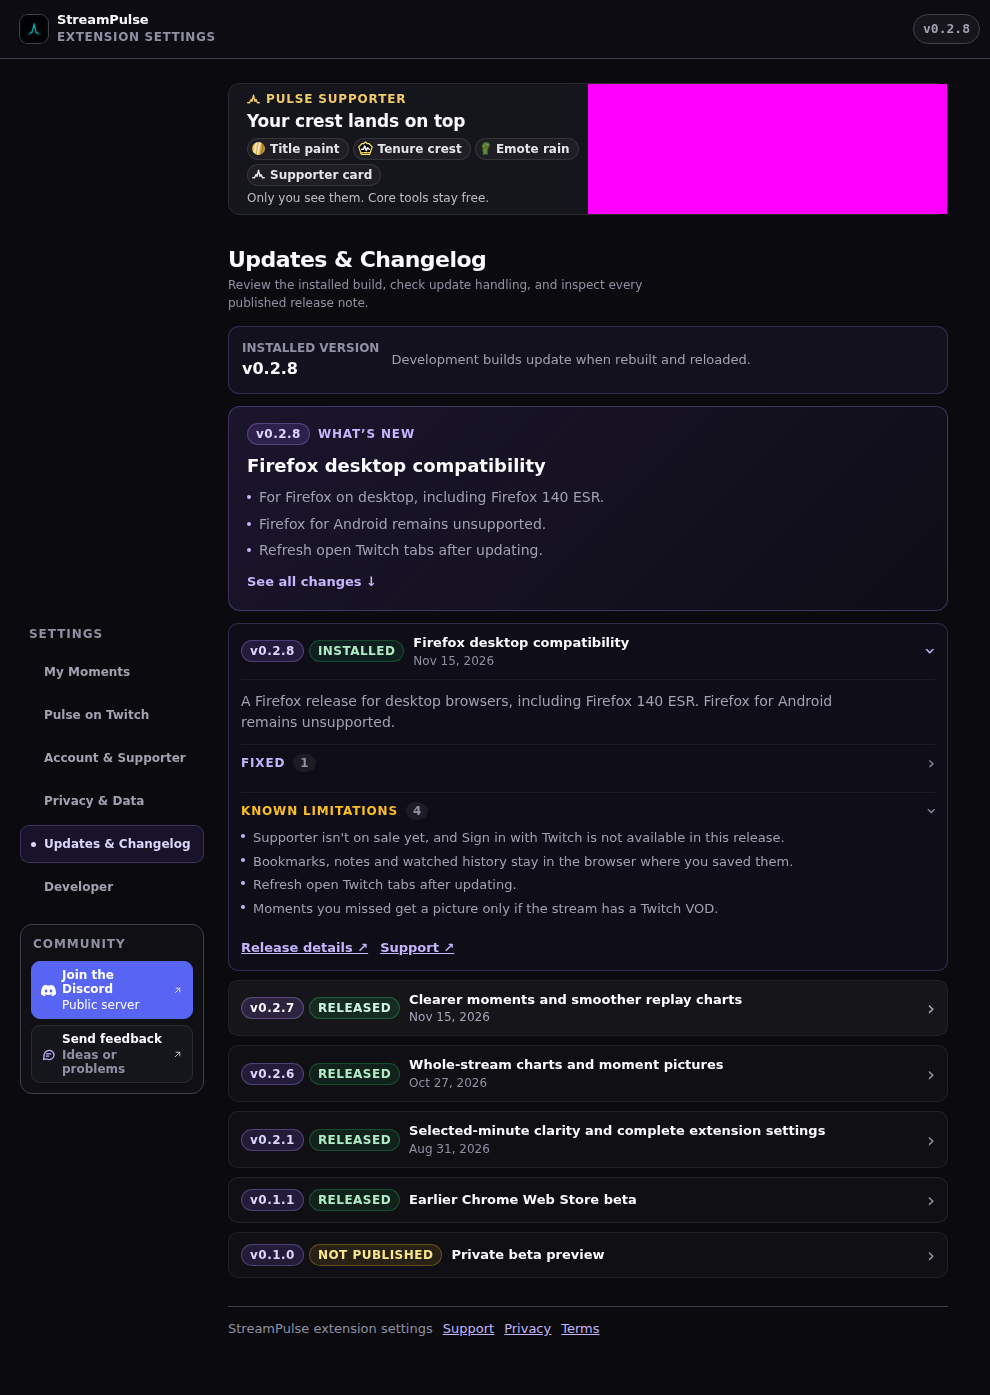 StreamPulse
EXTENSION SETTINGS
v0.2.8
PULSE SUPPORTER
Your crest lands on top
Title paint
Tenure crest
Emote rain
Supporter card
Only you see them. Core tools stay free.
Updates & Changelog
Review the installed build, check update handling, and inspect every
published release note.
INSTALLED VERSION
v0.2.8
Development builds update when rebuilt and reloaded.
v0.2.8 WHAT’S NEW
Firefox desktop compatibility
• For Firefox on desktop, including Firefox 140 ESR.
• Firefox for Android remains unsupported.
• Refresh open Twitch tabs after updating.
See all changes ↓
SETTINGS
My Moments
Pulse on Twitch
Account & Supporter
Privacy & Data
Updates & Changelog
Developer
COMMUNITY
Join the
Discord
Public server
Send feedback
Ideas or
problems
v0.2.8 INSTALLED Firefox desktop compatibility
Nov 15, 2026
A Firefox release for desktop browsers, including Firefox 140 ESR. Firefox for Android
remains unsupported.
FIXED 1
KNOWN LIMITATIONS 4
• Supporter isn't on sale yet, and Sign in with Twitch is not available in this release.
• Bookmarks, notes and watched history stay in the browser where you saved them.
• Refresh open Twitch tabs after updating.
• Moments you missed get a picture only if the stream has a Twitch VOD.
Release details ↗ Support ↗
v0.2.7 RELEASED Clearer moments and smoother replay charts
Nov 15, 2026
v0.2.6 RELEASED Whole-stream charts and moment pictures
Oct 27, 2026
v0.2.1 RELEASED Selected-minute clarity and complete extension settings
Aug 31, 2026
v0.1.1 RELEASED Earlier Chrome Web Store beta
v0.1.0 NOT PUBLISHED Private beta preview
StreamPulse extension settings Support Privacy Terms